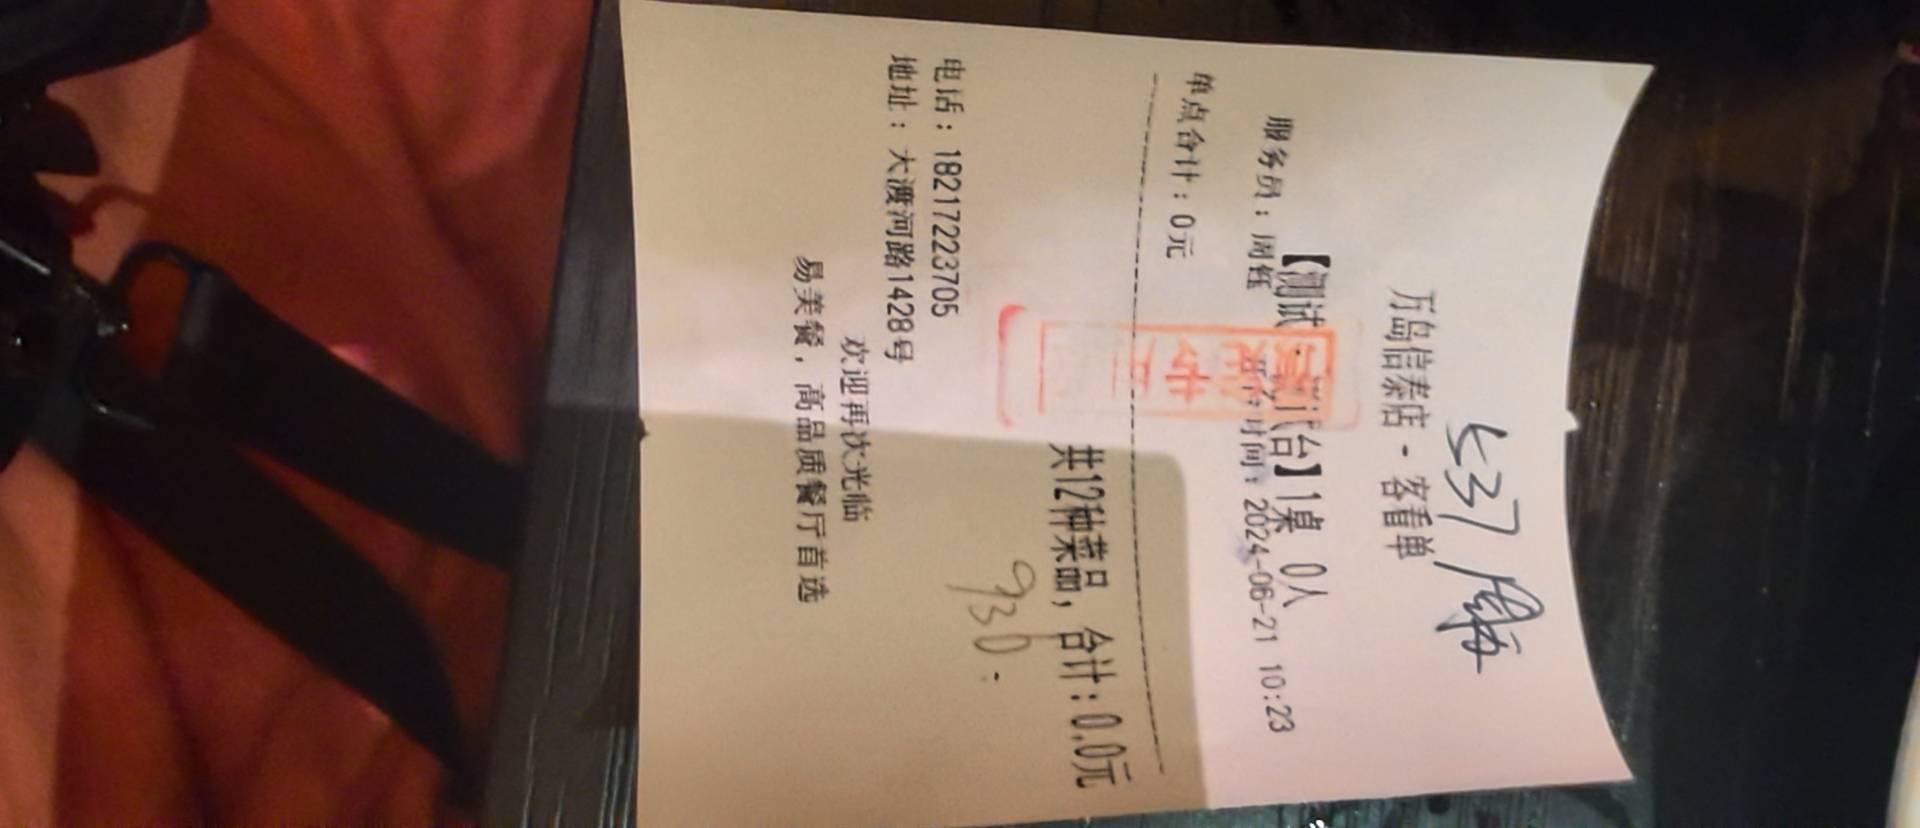 537
万岛信泰店 - 客看单
【测试 台】1桌 0人
服务员：周钰 时间：2024-06-21 10:23
单点合计：0元
共12种菜品，合计：0.0元
930.
电话：18217223705
地址：大渡河路1428号
欢迎再次光临
易美餐，高品质餐厅首选